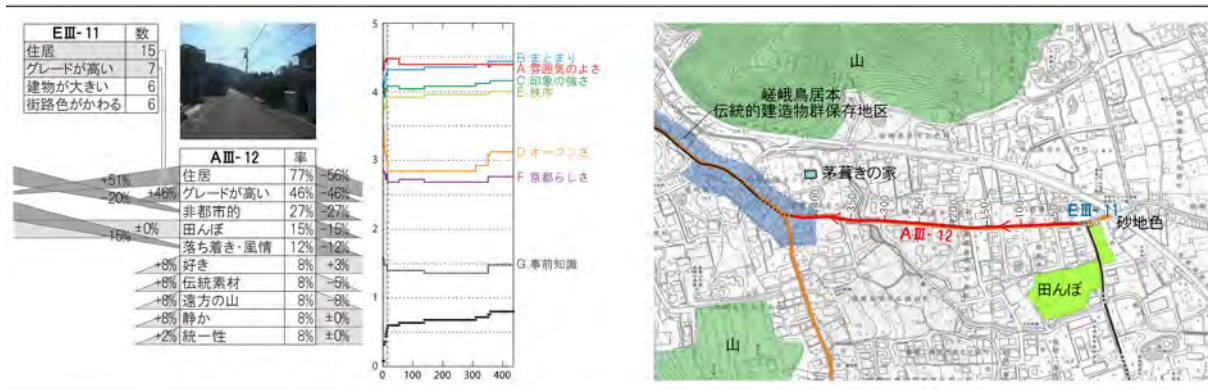 EⅢ-11 数
住居 15
グレードが高い 7
建物が大きい 6
街路色がかわる 6
AⅢ-12 率
+51% 住居 77% -56%
-20% +46% グレードが高い 46% -46%
非都市的 27% -27%
15% ±0% 田んぼ 15% -15%
落ち着き・風情 12% -12%
+8% 好き 8% +3%
+8% 伝統素材 8% -5%
+8% 遠方の山 8% -8%
+8% 静か 8% ±0%
+2% 統一性 8% ±0%
5
4
3
2
1
0
0 100 200 300 400
B:まとまり
A:雰囲気のよさ
C:印象の強さ
E:秩序
D:オープンさ
F:京都らしさ
G:事前知識
山
嵯峨鳥居本
伝統的建造物群保存地区
茅葺きの家
EⅢ-11
砂地色
AⅢ-12
田んぼ
山